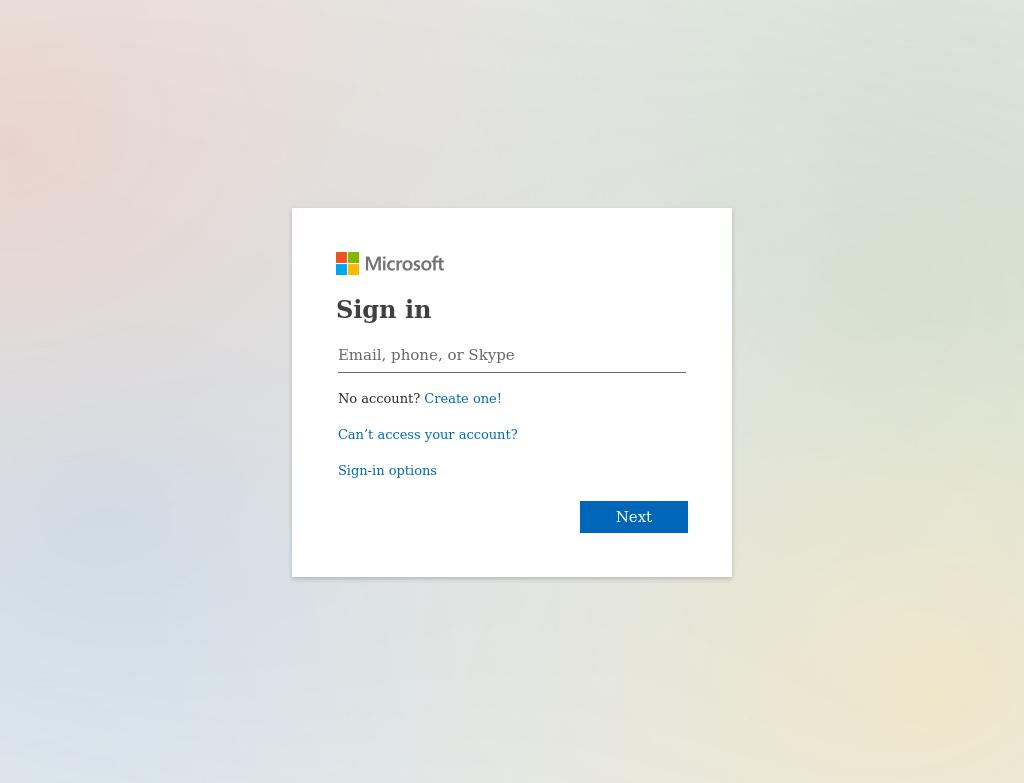 Microsoft
Sign in
Email, phone, or Skype
No account? Create one!
Can’t access your account?
Sign-in options
Next